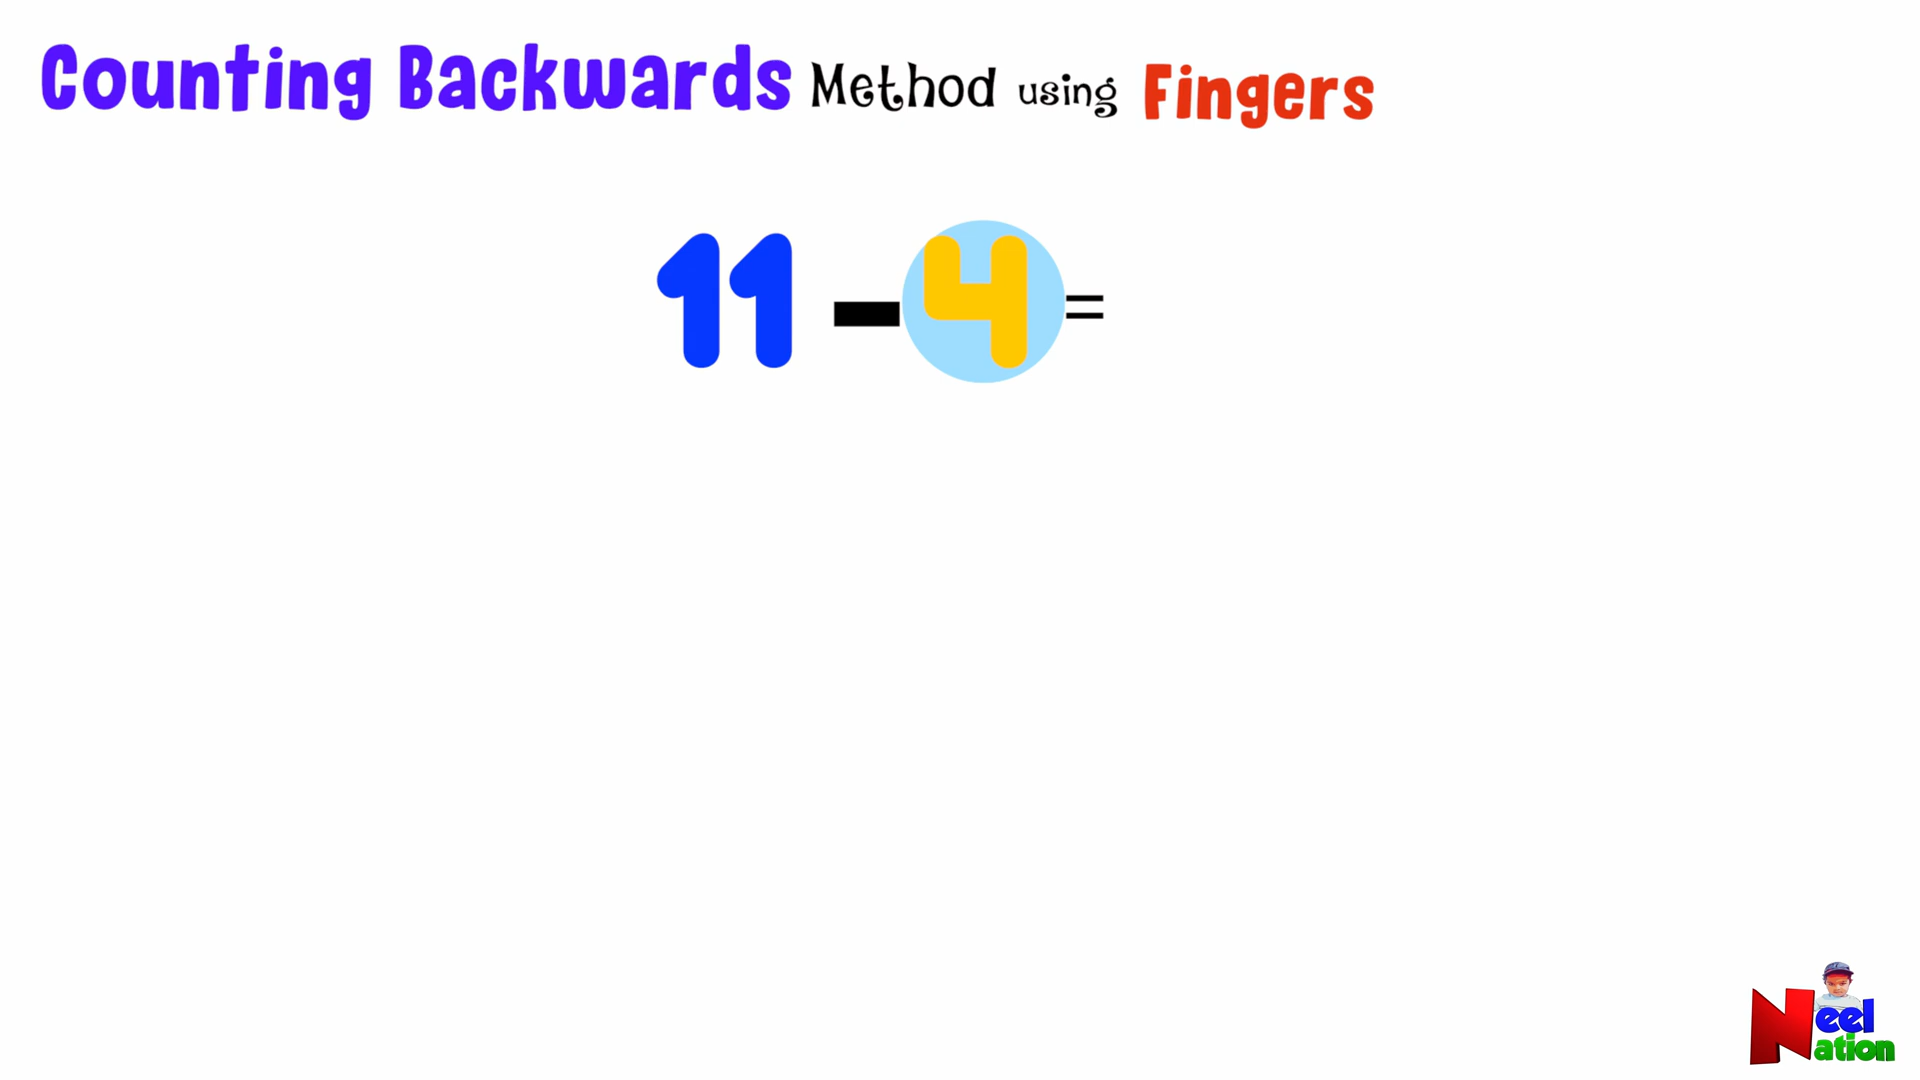 Counting Backwards Method using Fingers
11 - 4 =
Neel
Nation